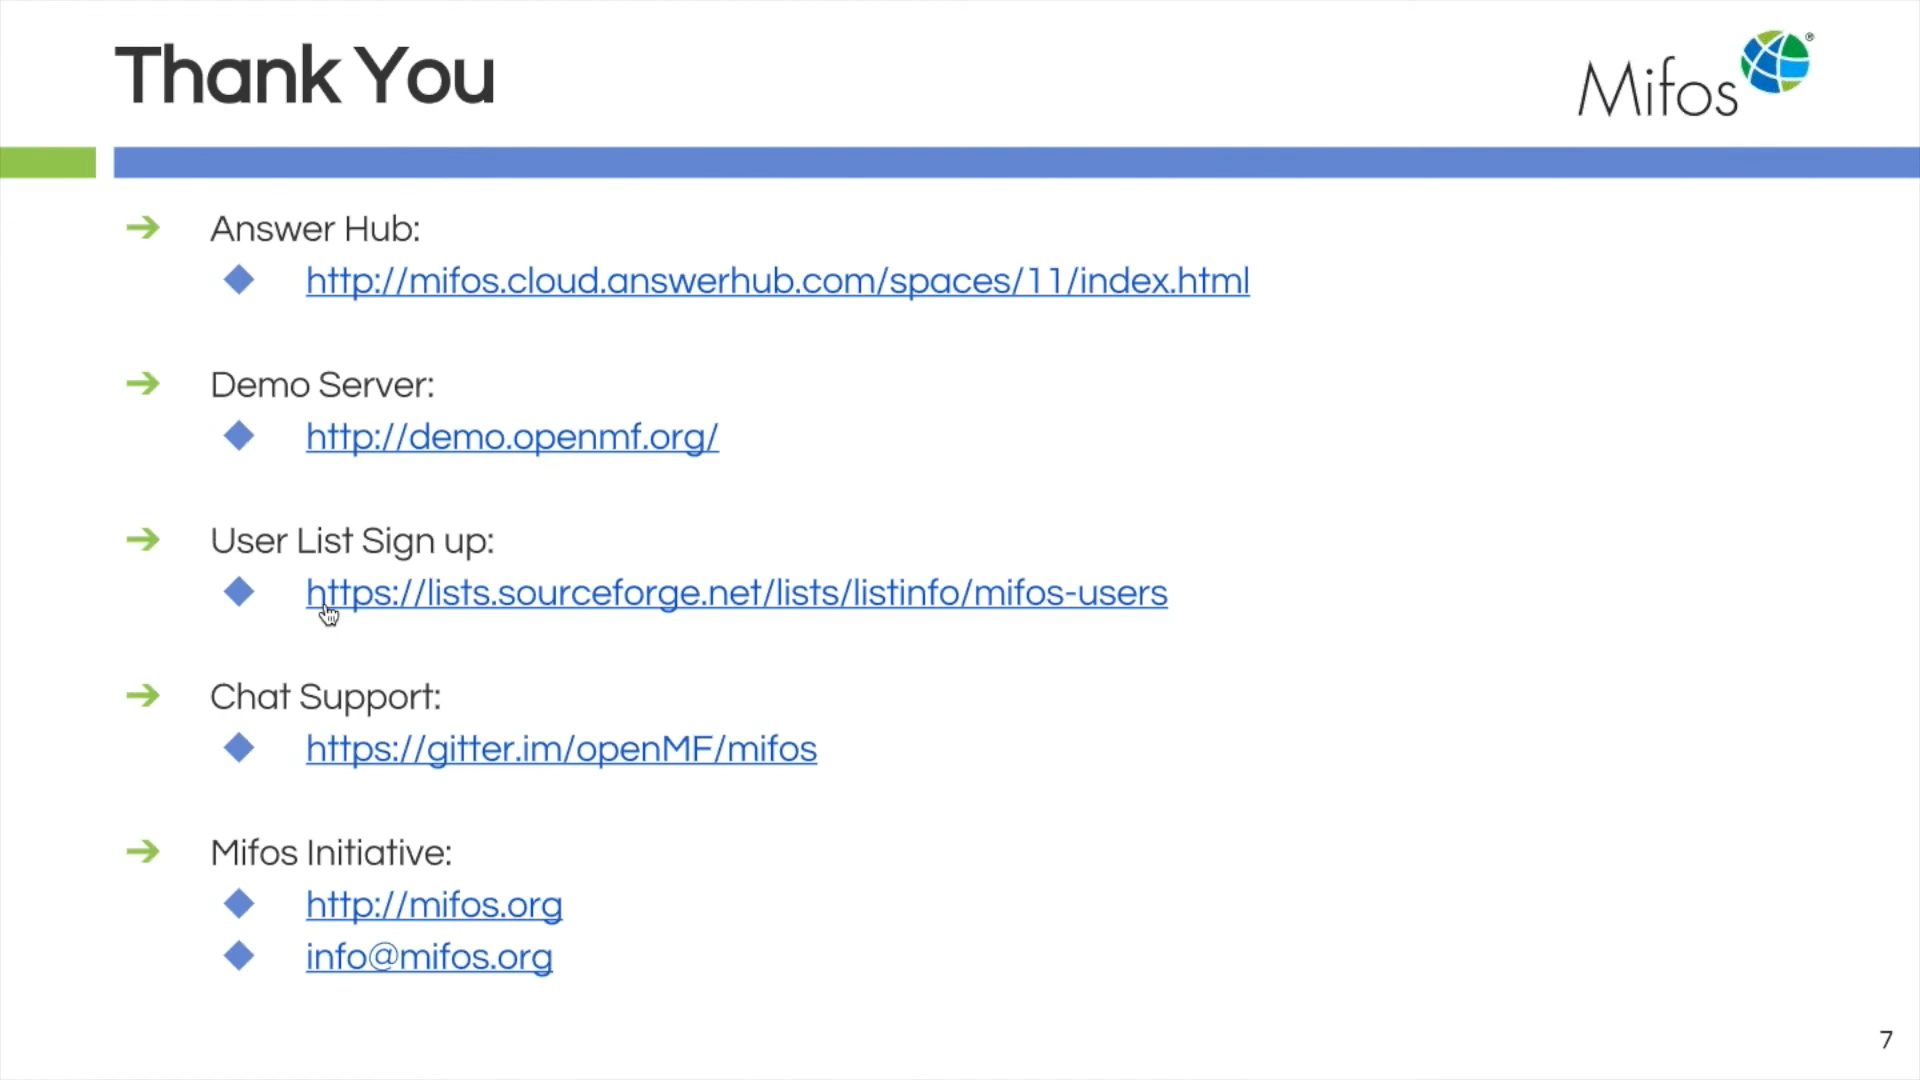 Thank You
Mifos®
Answer Hub:
http://mifos.cloud.answerhub.com/spaces/11/index.html
Demo Server:
http://demo.openmf.org/
User List Sign up:
https://lists.sourceforge.net/lists/listinfo/mifos-users
Chat Support:
https://gitter.im/openMF/mifos
Mifos Initiative:
http://mifos.org
info@mifos.org
7